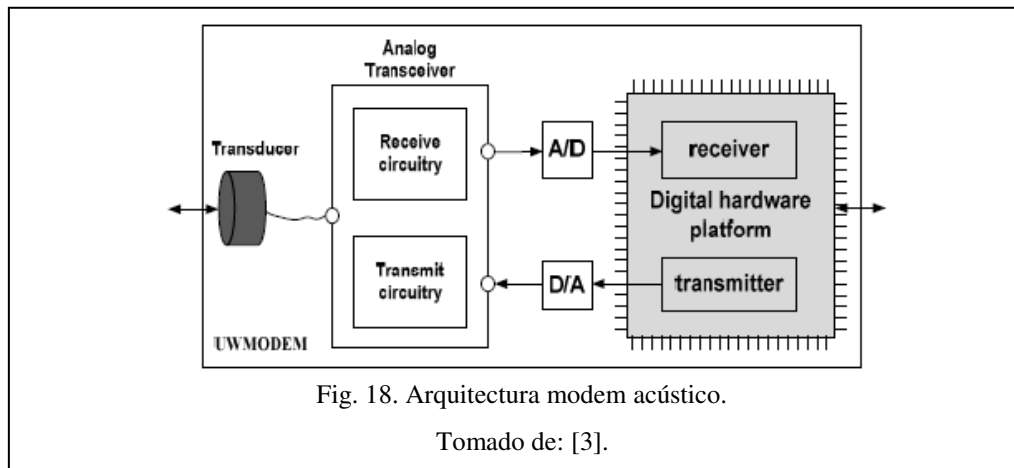 Analog
Transceiver
Transducer
Receive
circuitry
A/D
receiver
Digital hardware
platform
Transmit
circuitry
D/A
transmitter
UWMODEM
Fig. 18. Arquitectura modem acústico.
Tomado de: [3].